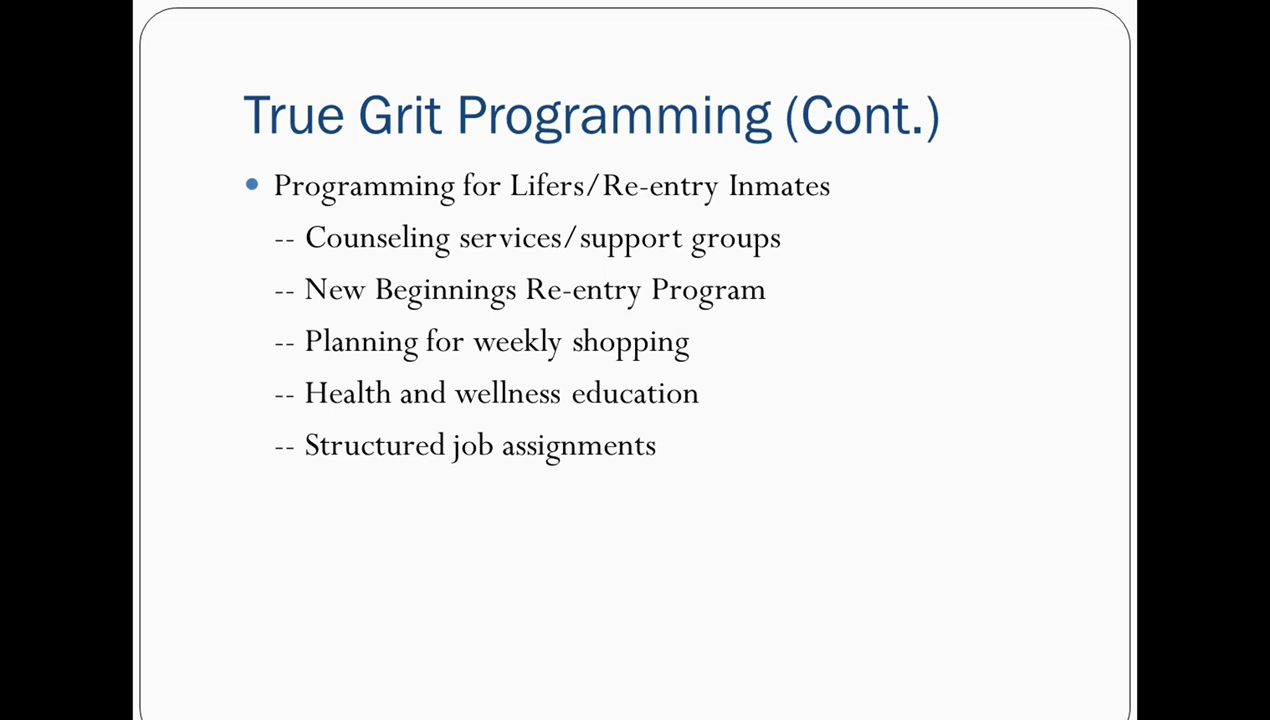 True Grit Programming (Cont.)
• Programming for Lifers/Re-entry Inmates
-- Counseling services/support groups
-- New Beginnings Re-entry Program
-- Planning for weekly shopping
-- Health and wellness education
-- Structured job assignments